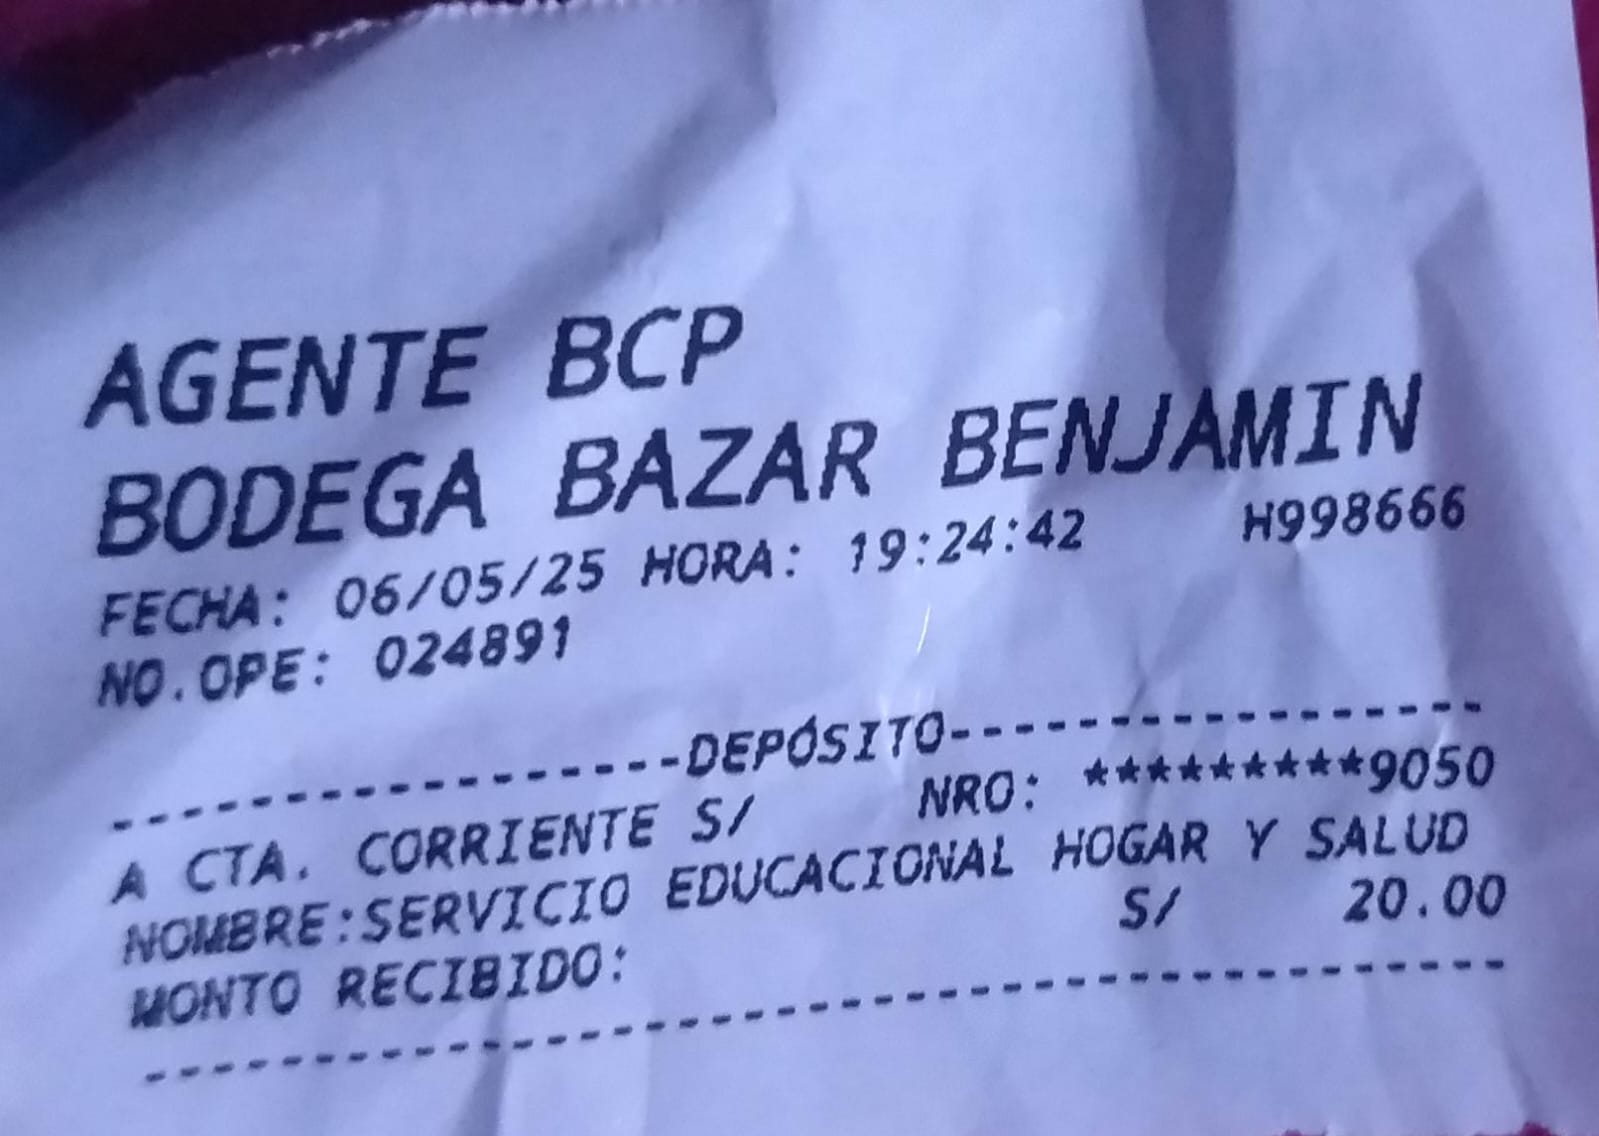 AGENTE BCP
BODEGA BAZAR BENJAMIN
FECHA: 06/05/25 HORA: 19:24:42 H998666
NO.OPE: 024891
-----------------DEPÓSITO-----------------
A CTA. CORRIENTE S/ NRO: *********9050
NOMBRE:SERVICIO EDUCACIONAL HOGAR Y SALUD
MONTO RECIBIDO: S/ 20.00